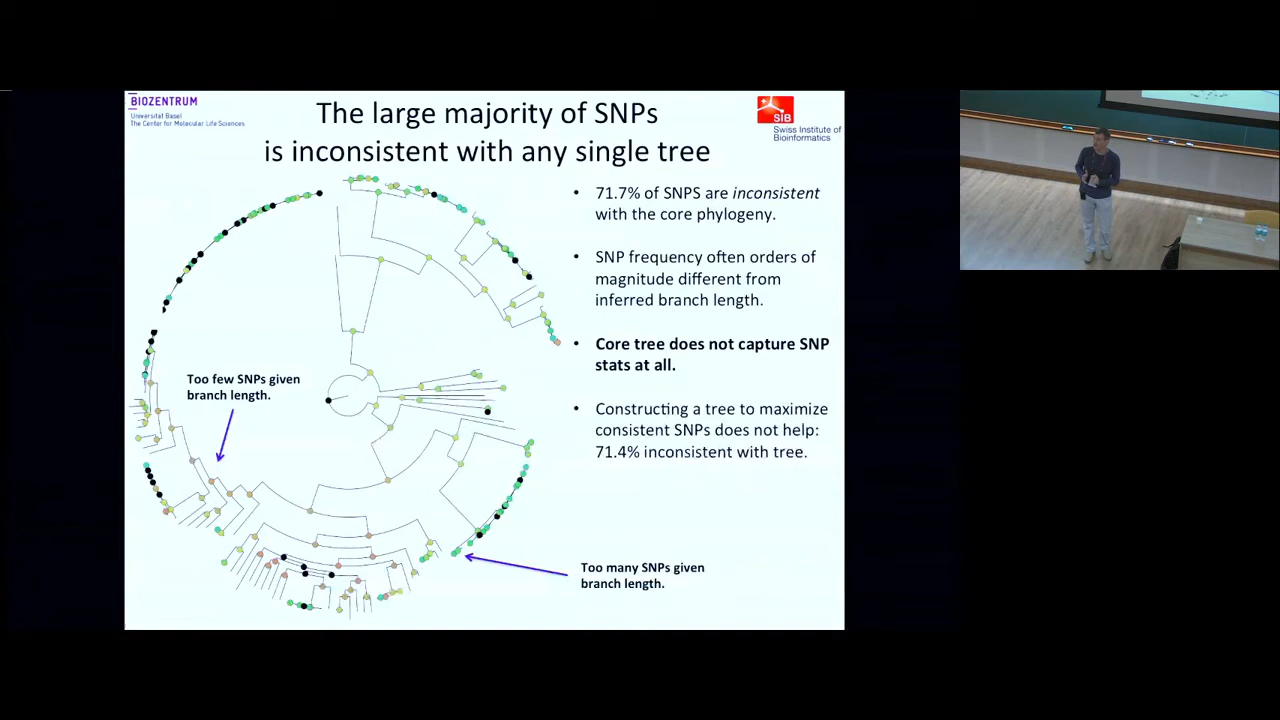 BIOZENTRUM
Universität Basel
The Center for Molecular Life Sciences
The large majority of SNPs
is inconsistent with any single tree
SIB
Swiss Institute of
Bioinformatics
• 71.7% of SNPS are inconsistent
with the core phylogeny.
• SNP frequency often orders of
magnitude different from
inferred branch length.
• Core tree does not capture SNP
stats at all.
• Constructing a tree to maximize
consistent SNPs does not help:
71.4% inconsistent with tree.
Too few SNPs given
branch length.
Too many SNPs given
branch length.